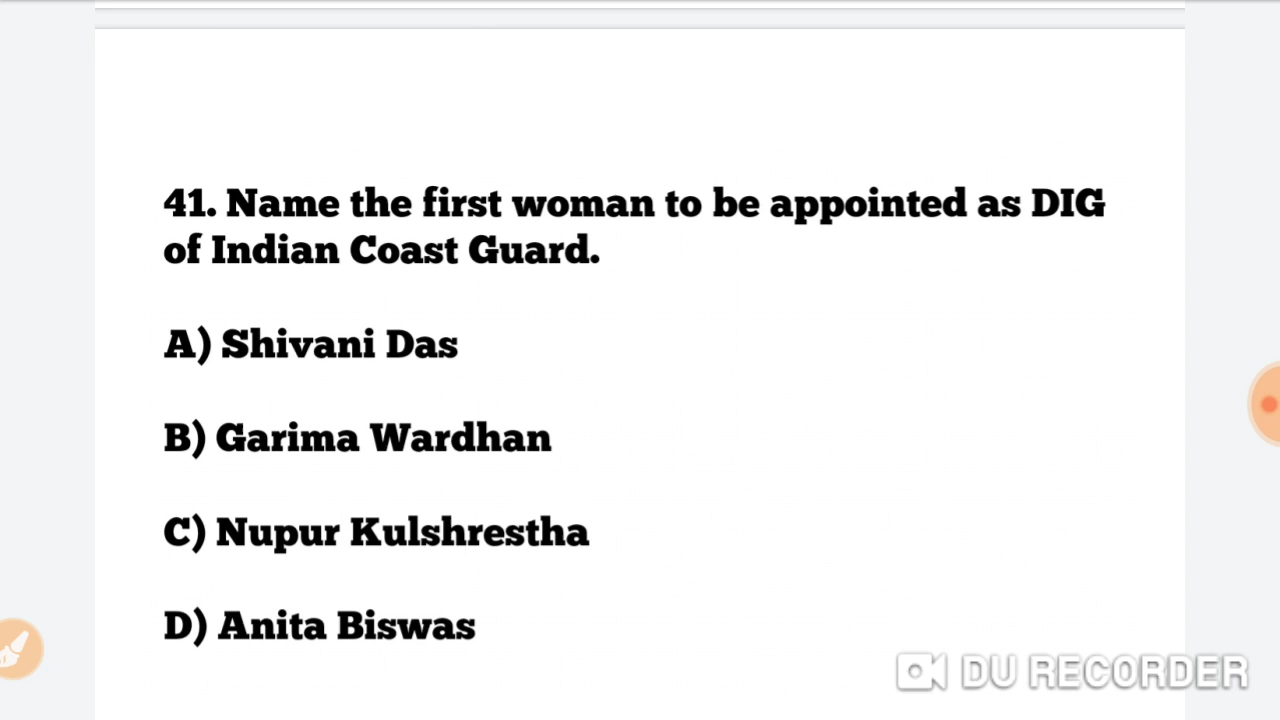 41. Name the first woman to be appointed as DIG
of Indian Coast Guard.
A) Shivani Das
B) Garima Wardhan
C) Nupur Kulshrestha
D) Anita Biswas
DU RECORDER